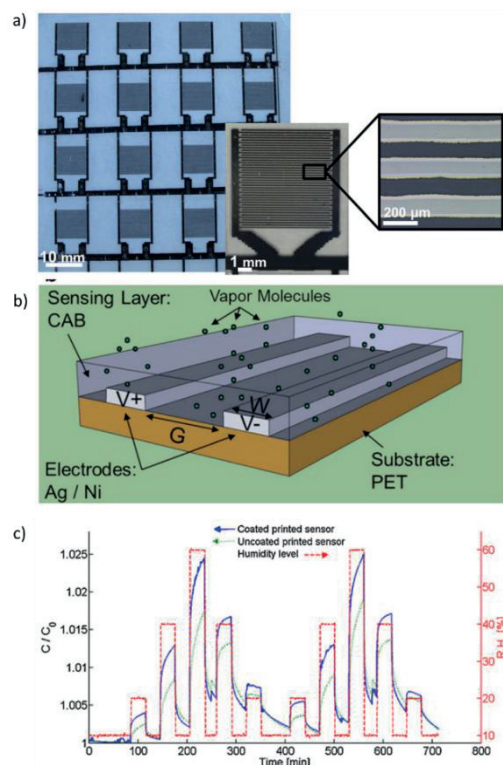 a)
10 mm
1 mm
200 μm
b)
Sensing Layer:
CAB
Vapor Molecules
V+
G
W
V-
Electrodes:
Ag / Ni
Substrate:
PET
c)
Coated printed sensor
Uncoated printed sensor
Humidity level
C / C0
1.025
1.02
1.015
1.01
1.005
1
60
50
40
30
20
10
R.H. [%]
0 100 200 300 400 500 600 700 800
Time [min]